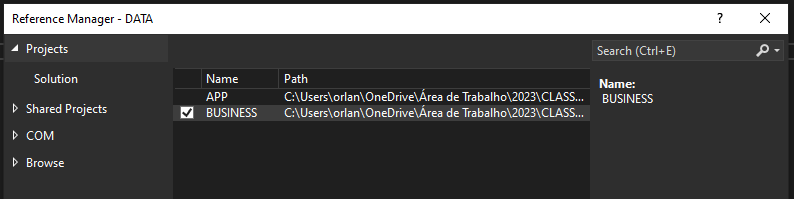 Reference Manager - DATA
? ×
Projects
Solution
Shared Projects
COM
Browse
Name Path
APP C:\Users\orlan\OneDrive\Área de Trabalho\2023\CLASS...
BUSINESS C:\Users\orlan\OneDrive\Área de Trabalho\2023\CLASS...
Search (Ctrl+E)
Name:
BUSINESS